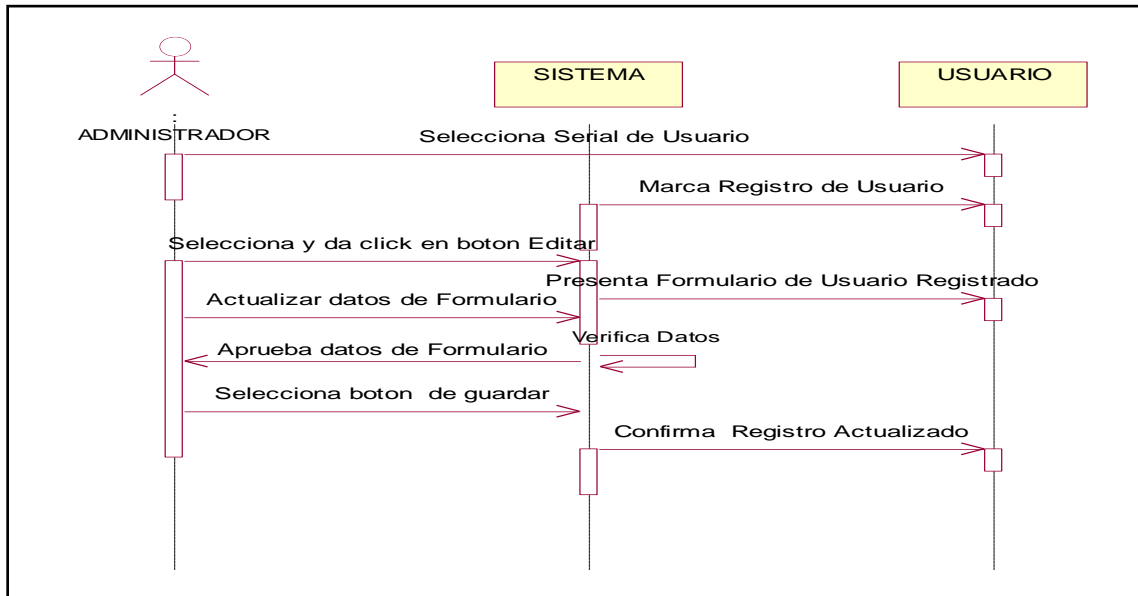 SISTEMA
USUARIO
ADMINISTRADOR
Selecciona Serial de Usuario
Marca Registro de Usuario
Selecciona y da click en boton Editar
Presenta Formulario de Usuario Registrado
Actualizar datos de Formulario
Verifica Datos
Aprueba datos de Formulario
Selecciona boton de guardar
Confirma Registro Actualizado